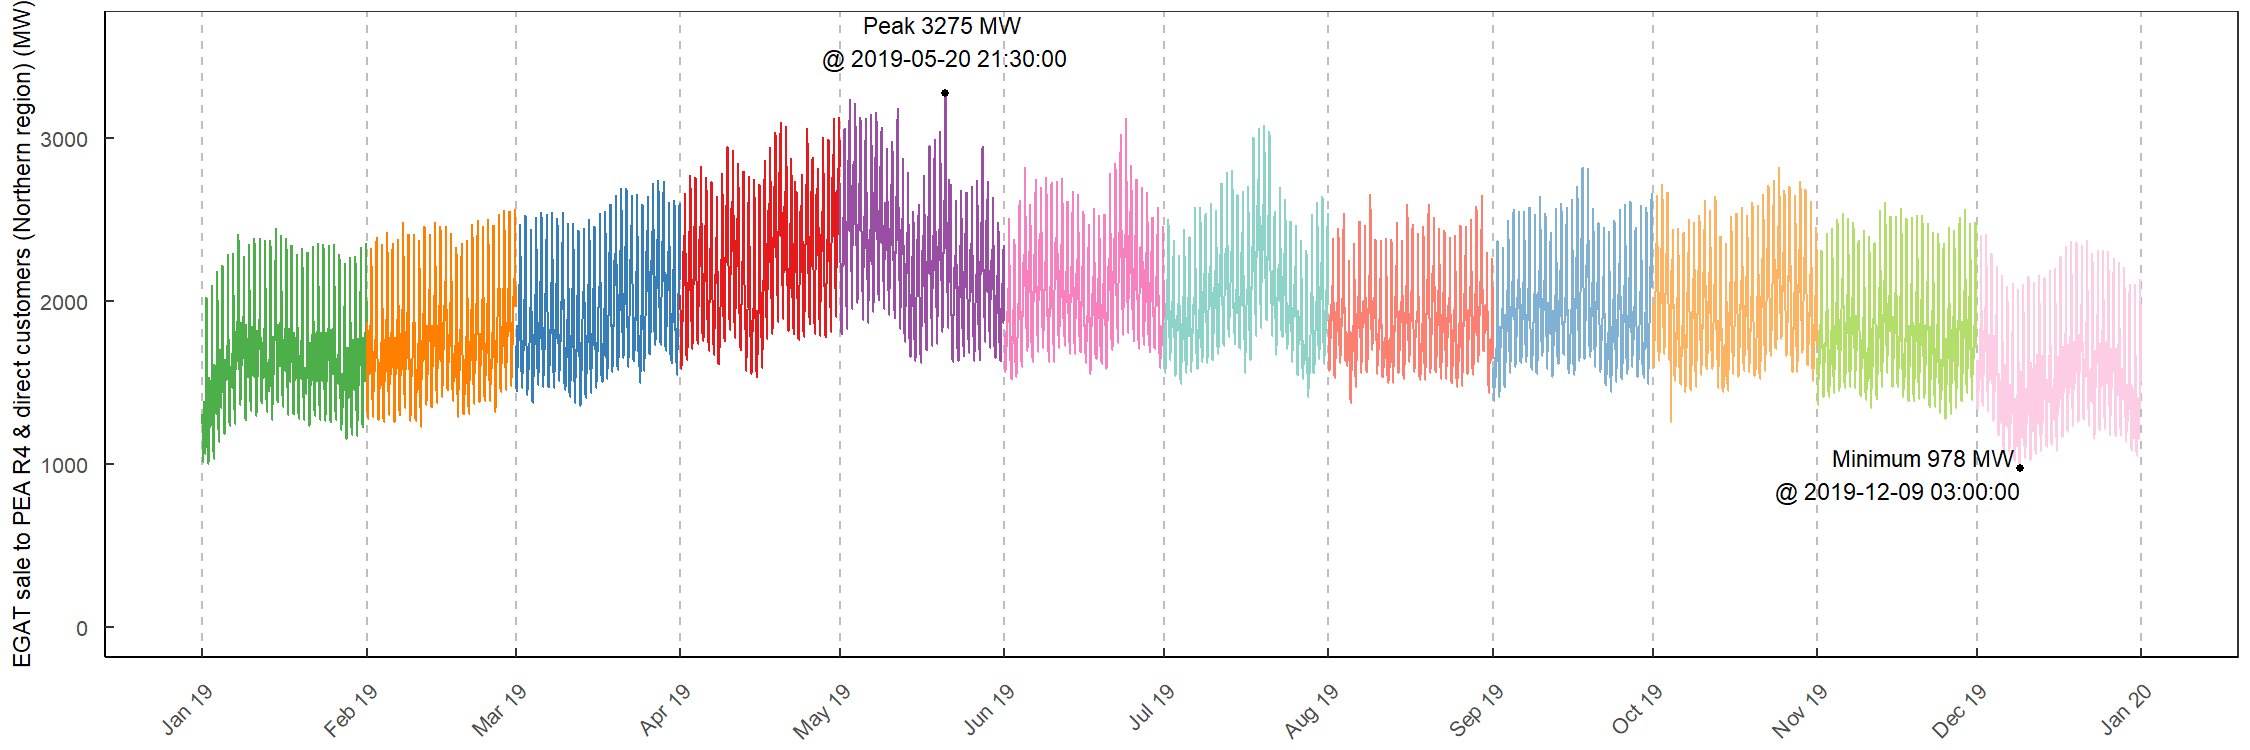 EGAT sale to PEA R4 & direct customers (Northern region) (MW)
Peak 3275 MW
@ 2019-05-20 21:30:00
3000
2000
1000
0
Minimum 978 MW
@ 2019-12-09 03:00:00
Jan 19
Feb 19
Mar 19
Apr 19
May 19
Jun 19
Jul 19
Aug 19
Sep 19
Oct 19
Nov 19
Dec 19
Jan 20